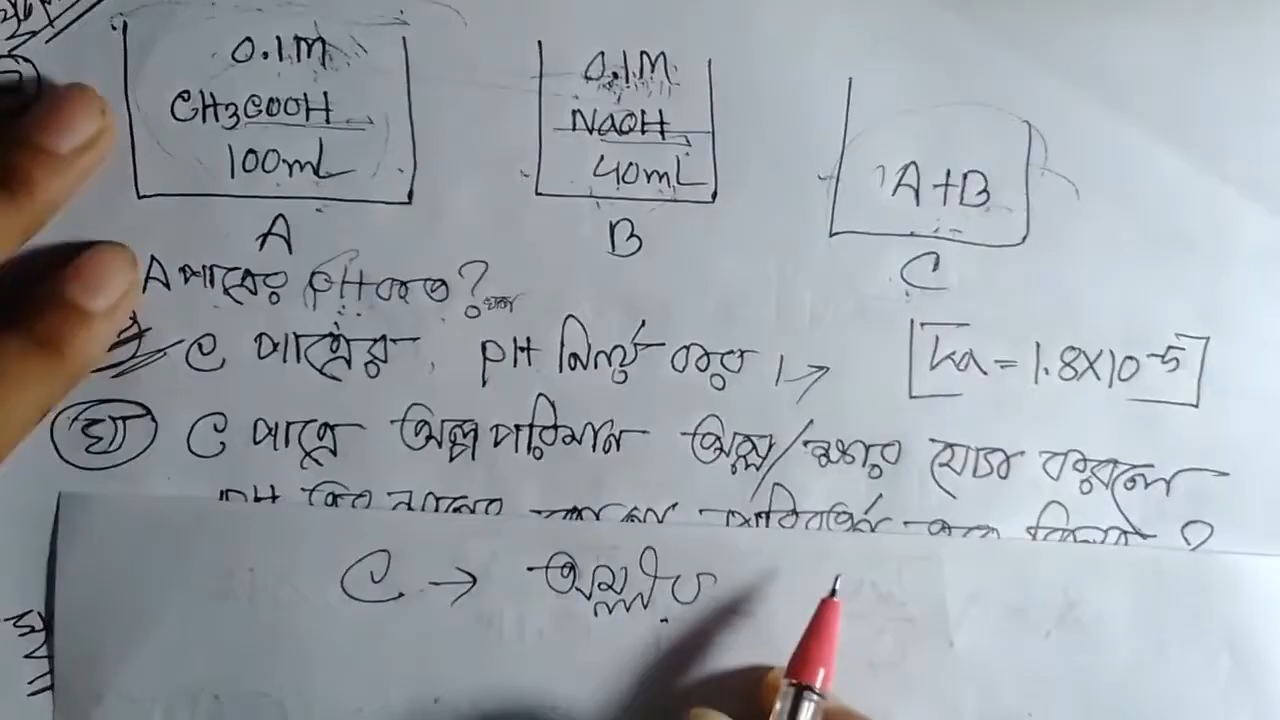 0.1M
CH3COOH
100mL
A
0.1M
NaOH
40mL
B
A+B
C
A পাত্রের pH কত?
C পাত্রের pH নির্ণয় কর।→ [Ka = 1.8×10⁻⁵]
ঘ C পাত্রে অল্প পরিমান অম্ল/ক্ষার যোগ করলে
pH
C → অম্লীয়